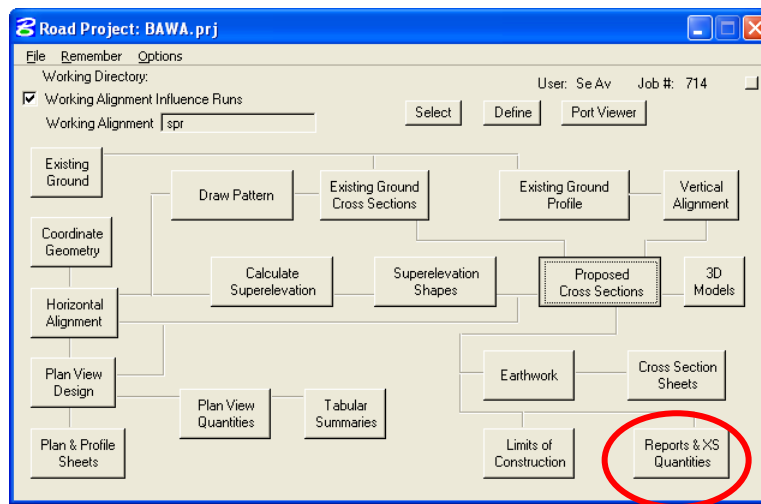 Road Project: BAWA.prj
File Remember Options
Working Directory:
User: Se Av Job #: 714
Working Alignment Influence Runs
Working Alignment spr
Select Define Port Viewer
Existing
Ground
Draw Pattern
Existing Ground
Cross Sections
Existing Ground
Profile
Vertical
Alignment
Coordinate
Geometry
Calculate
Superelevation
Superelevation
Shapes
Proposed
Cross Sections
3D
Models
Horizontal
Alignment
Plan View
Design
Earthwork
Cross Section
Sheets
Plan View
Quantities
Tabular
Summaries
Plan & Profile
Sheets
Limits of
Construction
Reports & XS
Quantities